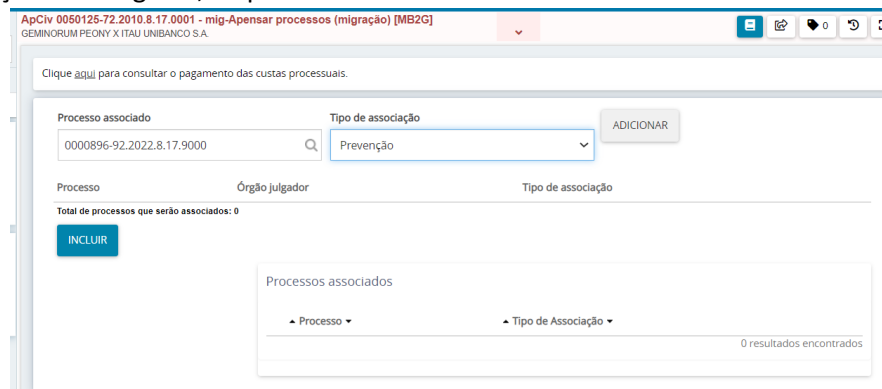 ApCiv 0050125-72.2010.8.17.0001 - mig-Apensar processos (migração) [MB2G]
GEMINORUM PEONY X ITAU UNIBANCO S.A.
0
Clique aqui para consultar o pagamento das custas processuais.
Processo associado Tipo de associação
0000896-92.2022.8.17.9000 Prevenção ADICIONAR
Processo Órgão julgador Tipo de associação
Total de processos que serão associados: 0
INCLUIR
Processos associados
Processo Tipo de Associação
0 resultados encontrados